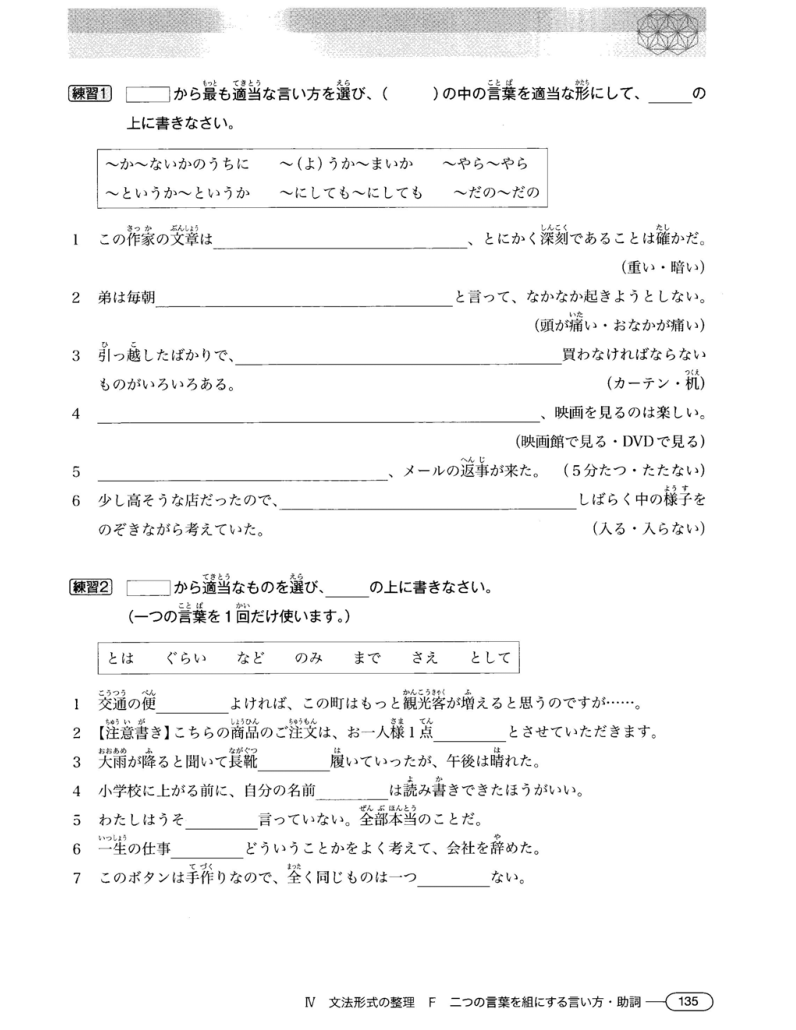 練習1 から最も適当な言い方を選び、( )の中の言葉を適当な形にして、＿＿＿の
上に書きなさい。
～か～ないかのうちに ～(よ)うか～まいか ～やら～やら
～というか～というか ～にしても～にしても ～だの～だの
1 この作家の文章は＿＿＿＿＿＿＿＿＿＿、とにかく深刻であることは確かだ。
(重い・暗い)
2 弟は毎朝＿＿＿＿＿＿＿＿＿＿と言って、なかなか起きようとしない。
(頭が痛い・おなかが痛い)
3 引っ越したばかりで、＿＿＿＿＿＿＿＿＿＿買わなければならない
ものがいろいろある。 (カーテン・机)
4 ＿＿＿＿＿＿＿＿＿＿、映画を見るのは楽しい。
(映画館で見る・DVDで見る)
5 ＿＿＿＿＿＿＿＿＿＿、メールの返事が来た。 (5分たつ・たたない)
6 少し高そうな店だったので、＿＿＿＿＿＿＿＿＿＿しばらく中の様子を
のぞきながら考えていた。 (入る・入らない)
練習2 から適当なものを選び、＿＿＿の上に書きなさい。
(一つの言葉を1回だけ使います。)
とは ぐらい など のみ まで さえ として
1 交通の便＿＿＿＿＿よければ、この町はもっと観光客が増えると思うのですが……。
2 【注意書き】こちらの商品のご注文は、お一人様1点＿＿＿＿＿とさせていただきます。
3 大雨が降ると聞いて長靴＿＿＿＿＿履いていったが、午後は晴れた。
4 小学校に上がる前に、自分の名前＿＿＿＿＿は読み書きできたほうがいい。
5 わたしはうそ＿＿＿＿＿言っていない。全部本当のことだ。
6 一生の仕事＿＿＿＿＿どういうことかをよく考えて、会社を辞めた。
7 このボタンは手作りなので、全く同じものは一つ＿＿＿＿＿ない。
Ⅳ 文法形式の整理 F 二つの言葉を組にする言い方・助詞 135